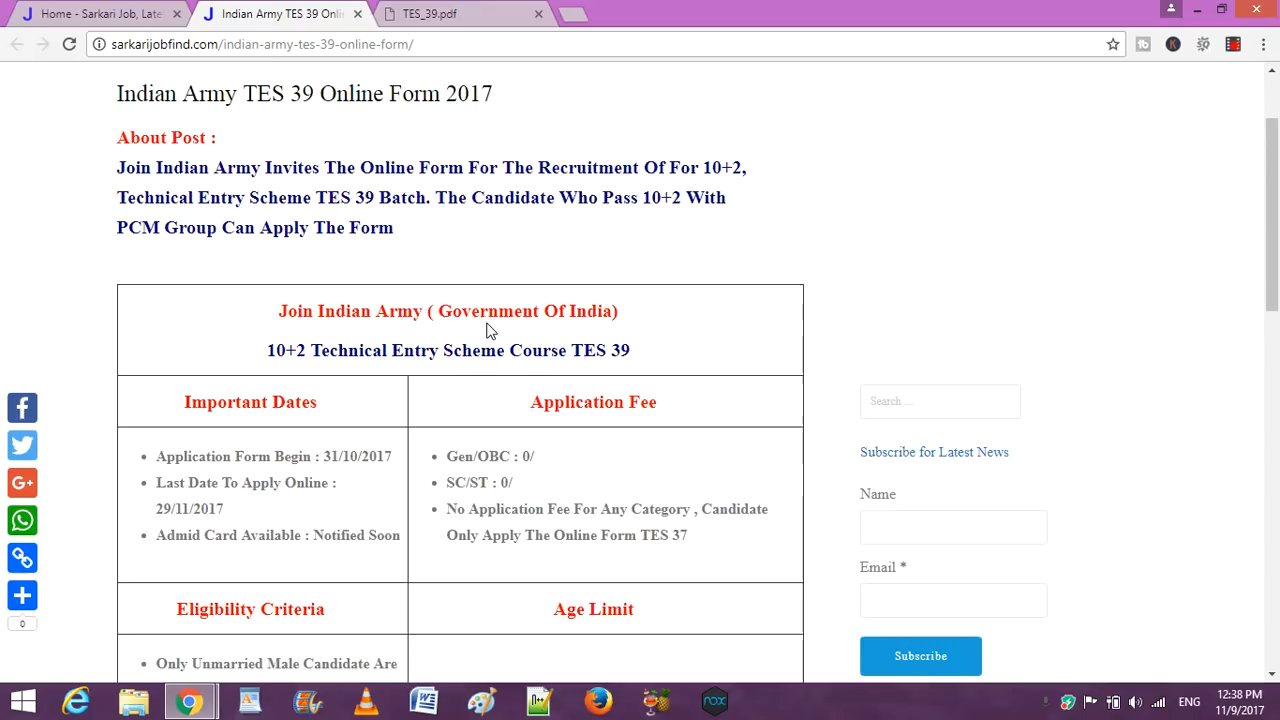 Home - Sarkari Job, Late
Indian Army TES 39 Onli
TES_39.pdf
sarkarijobfind.com/indian-army-tes-39-online-form/
Indian Army TES 39 Online Form 2017
About Post :
Join Indian Army Invites The Online Form For The Recruitment Of For 10+2,
Technical Entry Scheme TES 39 Batch. The Candidate Who Pass 10+2 With
PCM Group Can Apply The Form
Join Indian Army ( Government Of India)
10+2 Technical Entry Scheme Course TES 39
Important Dates
Application Fee
Application Form Begin : 31/10/2017
Last Date To Apply Online :
29/11/2017
Admid Card Available : Notified Soon
Gen/OBC : 0/
SC/ST : 0/
No Application Fee For Any Category , Candidate
Only Apply The Online Form TES 37
Eligibility Criteria
Age Limit
Only Unmarried Male Candidate Are
0
Search …
Subscribe for Latest News
Name
Email *
Subscribe
ENG
12:38 PM
11/9/2017